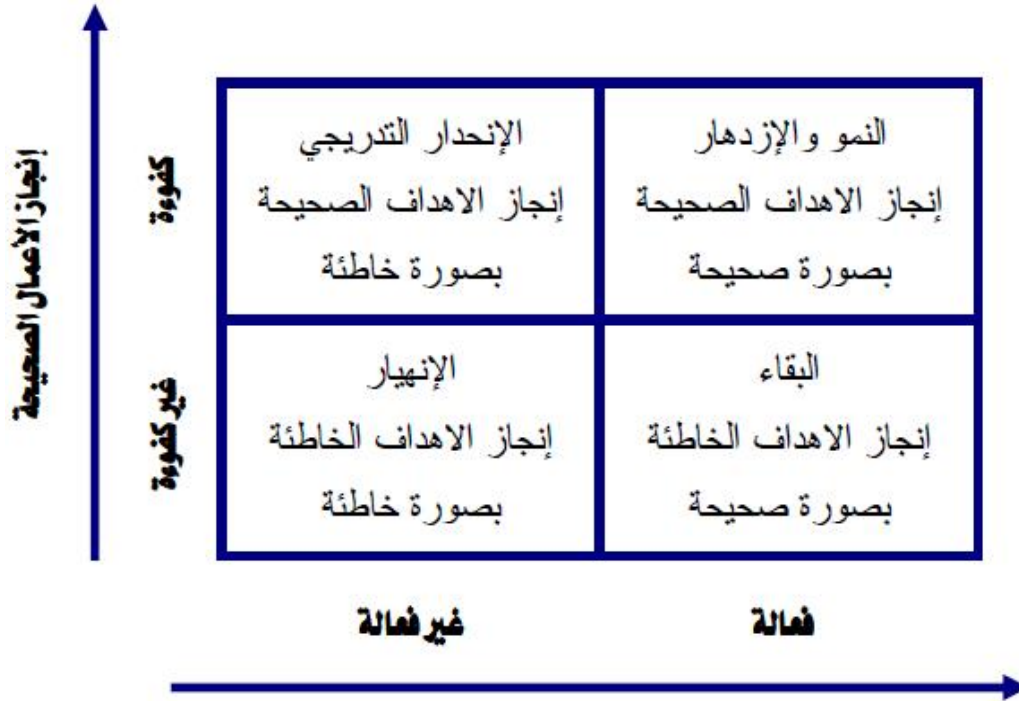 إنجاز الأعمال الصحيحة
كفوءة
النمو والإزدهار
إنجاز الاهداف الصحيحة
بصورة صحيحة
الإنحدار التدريجي
إنجاز الاهداف الصحيحة
بصورة خاطئة
غير كفوءة
البقاء
إنجاز الاهداف الخاطئة
بصورة صحيحة
الإنهيار
إنجاز الاهداف الخاطئة
بصورة خاطئة
فعالة
غير فعالة